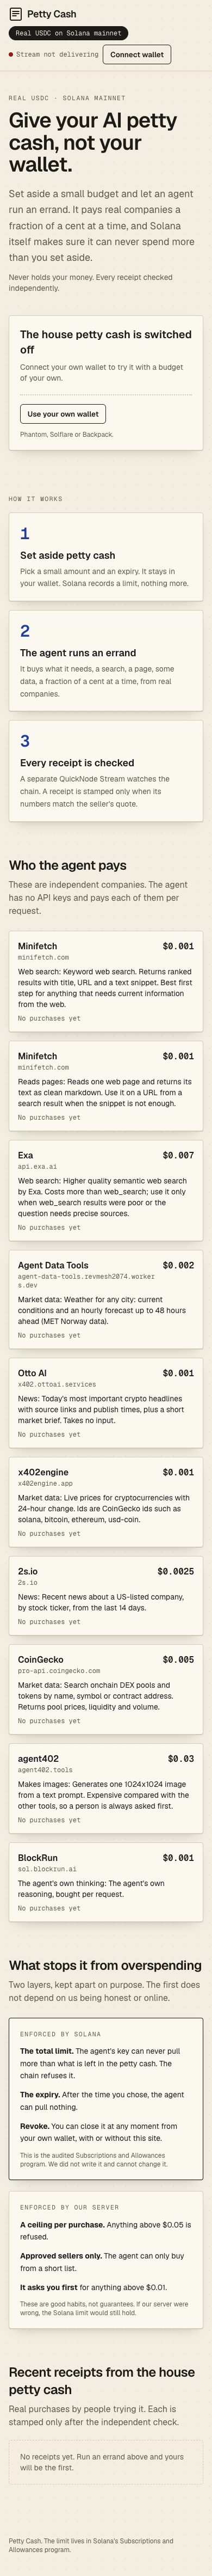 Petty Cash
Real USDC on Solana mainnet
Stream not delivering
Connect wallet
REAL USDC · SOLANA MAINNET
Give your AI petty
cash, not your
wallet.
Set aside a small budget and let an agent
run an errand. It pays real companies a
fraction of a cent at a time, and Solana
itself makes sure it can never spend more
than you set aside.
Never holds your money. Every receipt checked
independently.
The house petty cash is switched
off
Connect your own wallet to try it with a budget
of your own.
Use your own wallet
Phantom, Solflare or Backpack.
HOW IT WORKS
1
Set aside petty cash
Pick a small amount and an expiry. It stays in
your wallet. Solana records a limit, nothing more.
2
The agent runs an errand
It buys what it needs, a search, a page, some
data, a fraction of a cent at a time, from real
companies.
3
Every receipt is checked
A separate QuickNode Stream watches the
chain. A receipt is stamped only when its
numbers match the seller's quote.
Who the agent pays
These are independent companies. The agent
has no API keys and pays each of them per
request.
Minifetch $0.001
minifetch.com
Web search: Keyword web search. Returns ranked
results with title, URL and a text snippet. Best first
step for anything that needs current information
from the web.
No purchases yet
Minifetch $0.001
minifetch.com
Reads pages: Reads one web page and returns its
text as clean markdown. Use it on a URL from a
search result when the snippet is not enough.
No purchases yet
Exa $0.007
api.exa.ai
Web search: Higher quality semantic web search
by Exa. Costs more than web_search; use it only
when web_search results were poor or the
question needs precise sources.
No purchases yet
Agent Data Tools $0.002
agent-data-tools.revmesh2074.worker
s.dev
Market data: Weather for any city: current
conditions and an hourly forecast up to 48 hours
ahead (MET Norway data).
No purchases yet
Otto AI $0.001
x402.ottoai.services
News: Today's most important crypto headlines
with source links and publish times, plus a short
market brief. Takes no input.
No purchases yet
x402engine $0.001
x402engine.app
Market data: Live prices for cryptocurrencies with
24-hour change. Ids are CoinGecko ids such as
solana, bitcoin, ethereum, usd-coin.
No purchases yet
2s.io $0.0025
2s.io
News: Recent news about a US-listed company,
by stock ticker, from the last 14 days.
No purchases yet
CoinGecko $0.005
pro-api.coingecko.com
Market data: Search onchain DEX pools and
tokens by name, symbol or contract address.
Returns pool prices, liquidity and volume.
No purchases yet
agent402 $0.03
agent402.tools
Makes images: Generates one 1024x1024 image
from a text prompt. Expensive compared with the
other tools, so a person is always asked first.
No purchases yet
BlockRun $0.001
sol.blockrun.ai
The agent's own thinking: The agent's own
reasoning, bought per request.
No purchases yet
What stops it from overspending
Two layers, kept apart on purpose. The first does
not depend on us being honest or online.
ENFORCED BY SOLANA
The total limit. The agent's key can never pull
more than what is left in the petty cash. The
chain refuses it.
The expiry. After the time you chose, the agent
can pull nothing.
Revoke. You can close it at any moment from
your own wallet, with or without this site.
This is the audited Subscriptions and Allowances
program. We did not write it and cannot change it.
ENFORCED BY OUR SERVER
A ceiling per purchase. Anything above $0.05 is
refused.
Approved sellers only. The agent can only buy
from a short list.
It asks you first for anything above $0.01.
These are good habits, not guarantees. If our server were
wrong, the Solana limit would still hold.
Recent receipts from the house
petty cash
Real purchases by people trying it. Each is
stamped only after the independent check.
No receipts yet. Run an errand above and yours
will be the first.
Petty Cash. The limit lives in Solana's Subscriptions and
Allowances program.